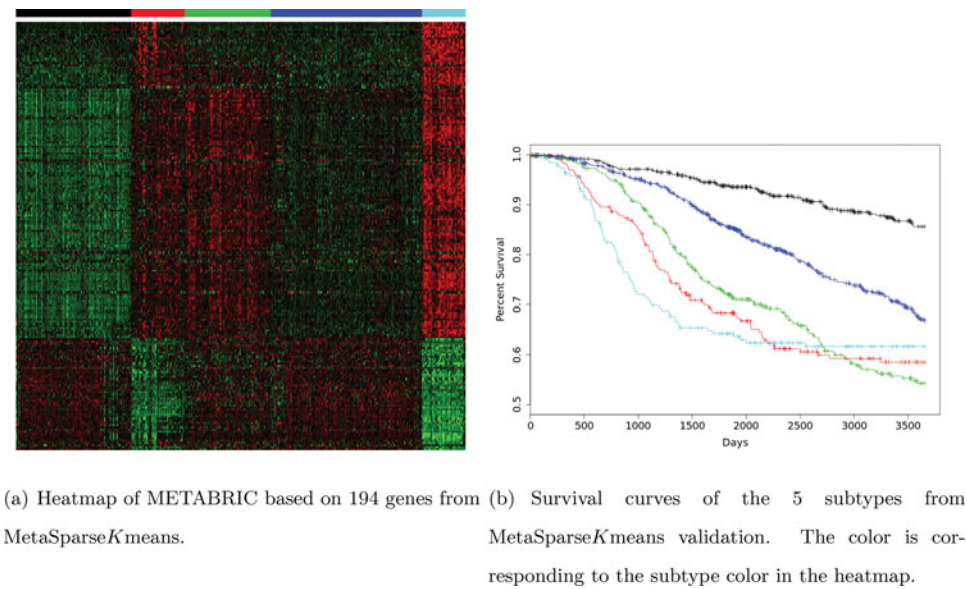 1.0
0.9
0.8
0.7
0.6
0.5
Percent Survival
0 500 1000 1500 2000 2500 3000 3500
Days
(a) Heatmap of METABRIC based on 194 genes from
MetaSparseKmeans.
(b) Survival curves of the 5 subtypes from
MetaSparseKmeans validation. The color is cor-
responding to the subtype color in the heatmap.